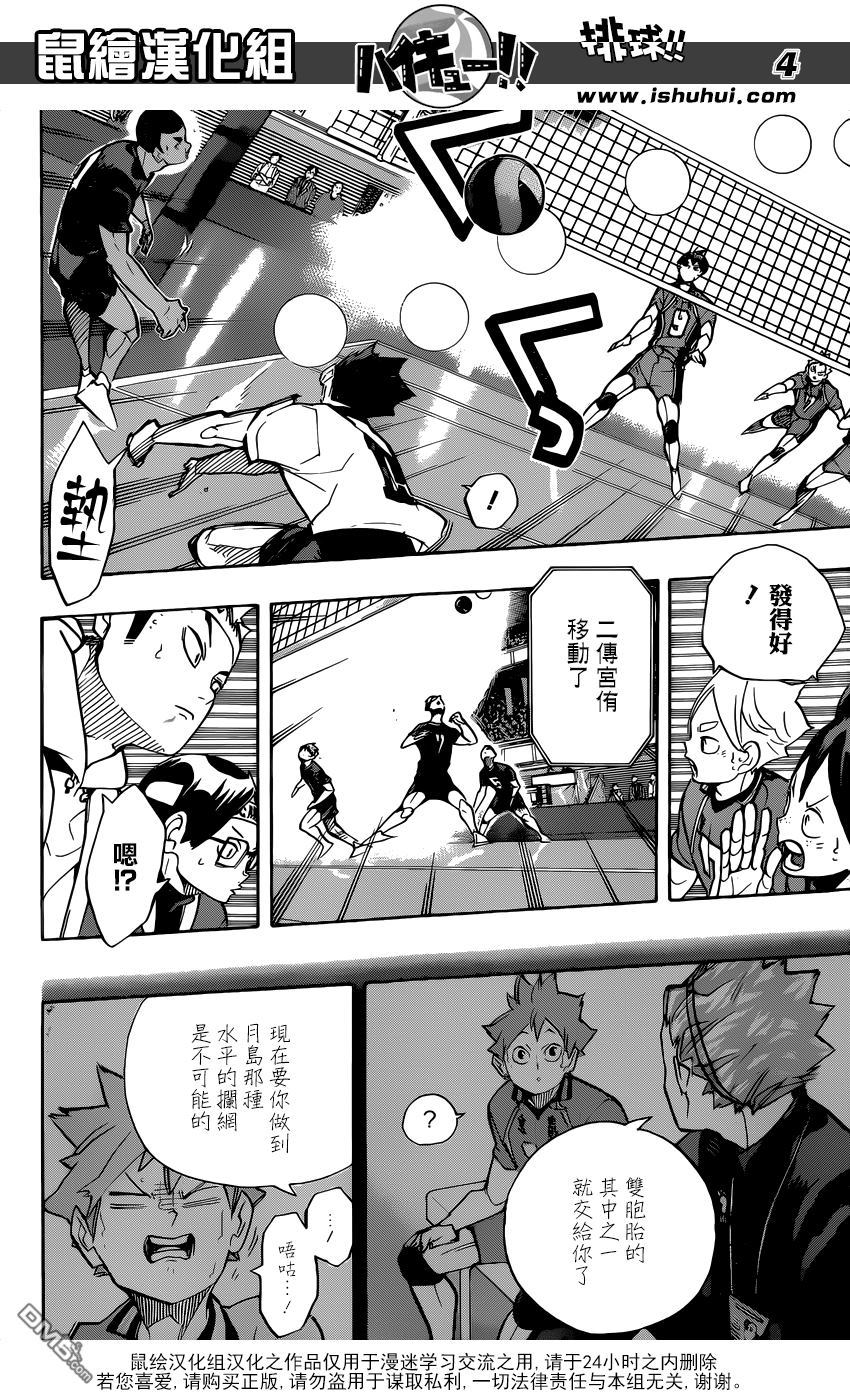 鼠繪漢化組
ハイキュー!!
排球!!
4
www.ishuhui.com
9
!
發得好
!
二傳宮侑
移動了
嗯!?
雙胞胎的
其中之一
就交給你了
?
現在要你做到
月島那種
水平的攔網
是不可能的
…
唔咕…!
DM5.com
鼠绘汉化组汉化之作品仅用于漫迷学习交流之用, 请于24小时之内删除
若您喜爱, 请购买正版, 请勿盗用于谋取私利, 一切法律责任与本组无关, 谢谢。